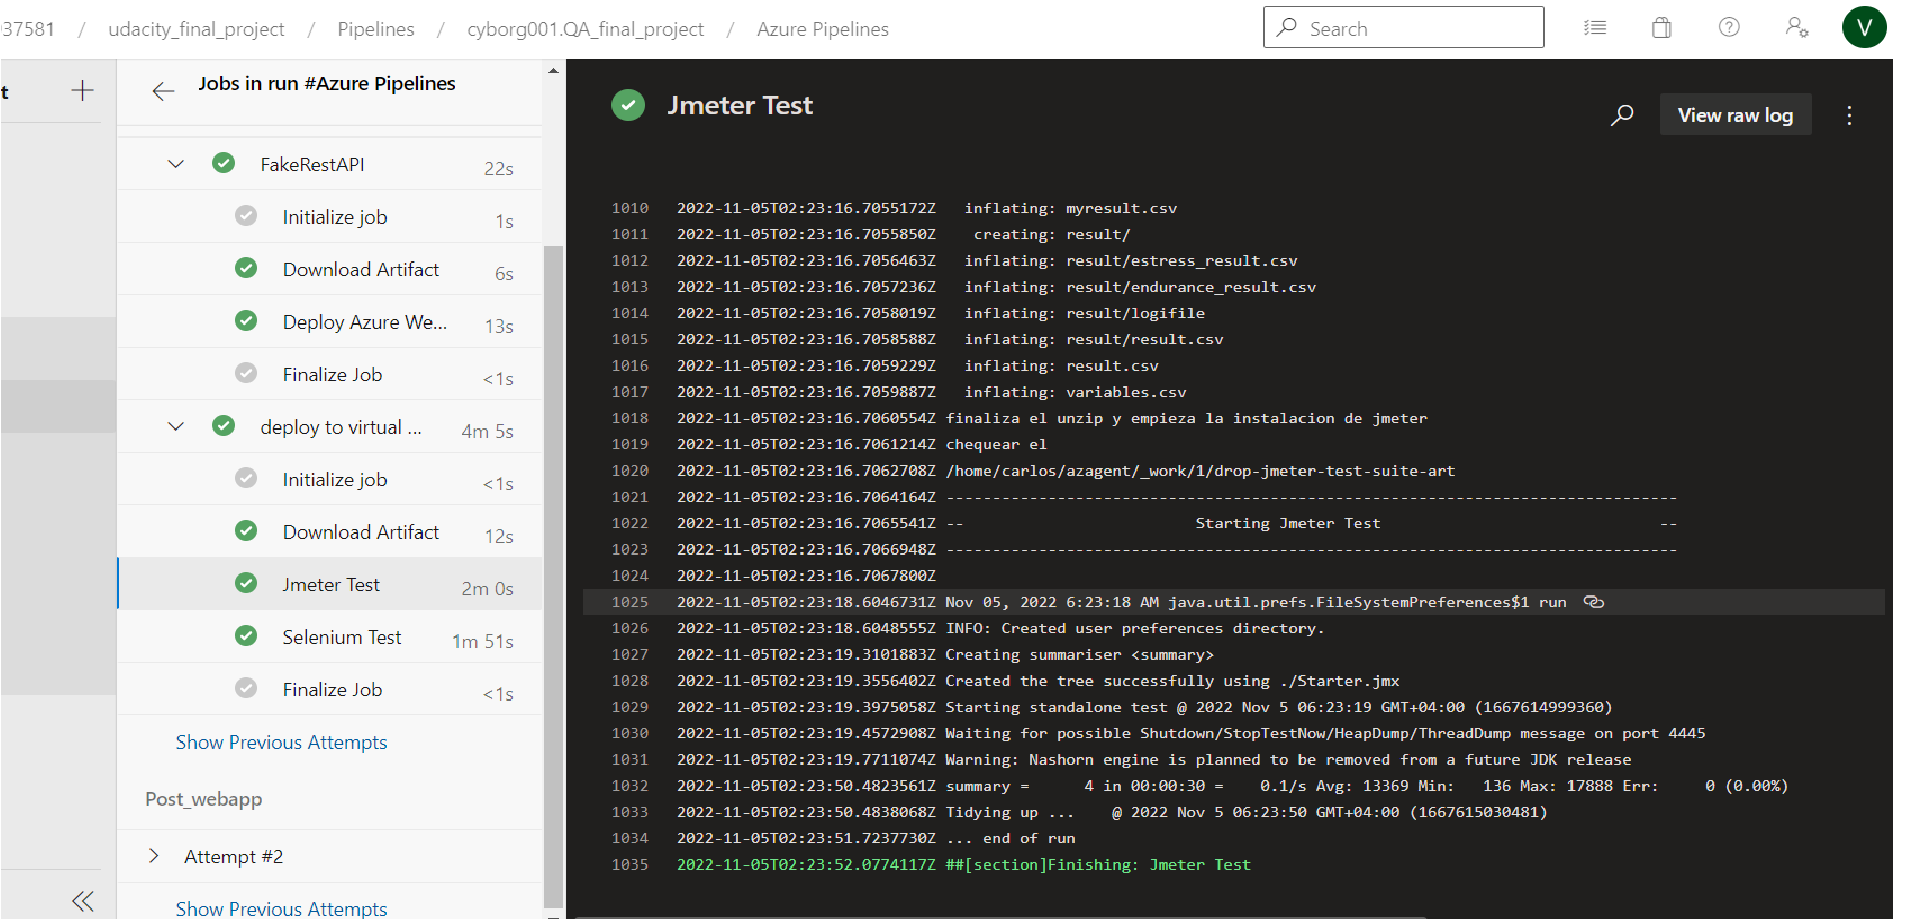 37581 / udacity_final_project / Pipelines / cyborg001.QA_final_project / Azure Pipelines
Search
V
t
Jobs in run #Azure Pipelines
FakeRestAPI 22s
Initialize job 1s
Download Artifact 6s
Deploy Azure We... 13s
Finalize Job <1s
deploy to virtual ... 4m 5s
Initialize job <1s
Download Artifact 12s
Jmeter Test 2m 0s
Selenium Test 1m 51s
Finalize Job <1s
Show Previous Attempts
Post_webapp
Attempt #2
Show Previous Attempts
Jmeter Test
View raw log
1010 2022-11-05T02:23:16.7055172Z   inflating: myresult.csv
1011 2022-11-05T02:23:16.7055850Z    creating: result/
1012 2022-11-05T02:23:16.7056463Z   inflating: result/estress_result.csv
1013 2022-11-05T02:23:16.7057236Z   inflating: result/endurance_result.csv
1014 2022-11-05T02:23:16.7058019Z   inflating: result/logifile
1015 2022-11-05T02:23:16.7058588Z   inflating: result/result.csv
1016 2022-11-05T02:23:16.7059229Z   inflating: result.csv
1017 2022-11-05T02:23:16.7059887Z   inflating: variables.csv
1018 2022-11-05T02:23:16.7060554Z finaliza el unzip y empieza la instalacion de jmeter
1019 2022-11-05T02:23:16.7061214Z chequear el
1020 2022-11-05T02:23:16.7062708Z /home/carlos/azagent/_work/1/drop-jmeter-test-suite-art
1021 2022-11-05T02:23:16.7064164Z -------------------------------------------------------------------------------
1022 2022-11-05T02:23:16.7065541Z --                         Starting Jmeter Test                              --
1023 2022-11-05T02:23:16.7066948Z -------------------------------------------------------------------------------
1024 2022-11-05T02:23:16.7067800Z
1025 2022-11-05T02:23:18.6046731Z Nov 05, 2022 6:23:18 AM java.util.prefs.FileSystemPreferences$1 run
1026 2022-11-05T02:23:18.6048555Z INFO: Created user preferences directory.
1027 2022-11-05T02:23:19.3101883Z Creating summariser <summary>
1028 2022-11-05T02:23:19.3556402Z Created the tree successfully using ./Starter.jmx
1029 2022-11-05T02:23:19.3975058Z Starting standalone test @ 2022 Nov 5 06:23:19 GMT+04:00 (1667614999360)
1030 2022-11-05T02:23:19.4572908Z Waiting for possible Shutdown/StopTestNow/HeapDump/ThreadDump message on port 4445
1031 2022-11-05T02:23:19.7711074Z Warning: Nashorn engine is planned to be removed from a future JDK release
1032 2022-11-05T02:23:50.4823561Z summary =      4 in 00:00:30 =    0.1/s Avg: 13369 Min:   136 Max: 17888 Err:     0 (0.00%)
1033 2022-11-05T02:23:50.4838068Z Tidying up ...    @ 2022 Nov 5 06:23:50 GMT+04:00 (1667615030481)
1034 2022-11-05T02:23:51.7237730Z ... end of run
1035 2022-11-05T02:23:52.0774117Z ##[section]Finishing: Jmeter Test